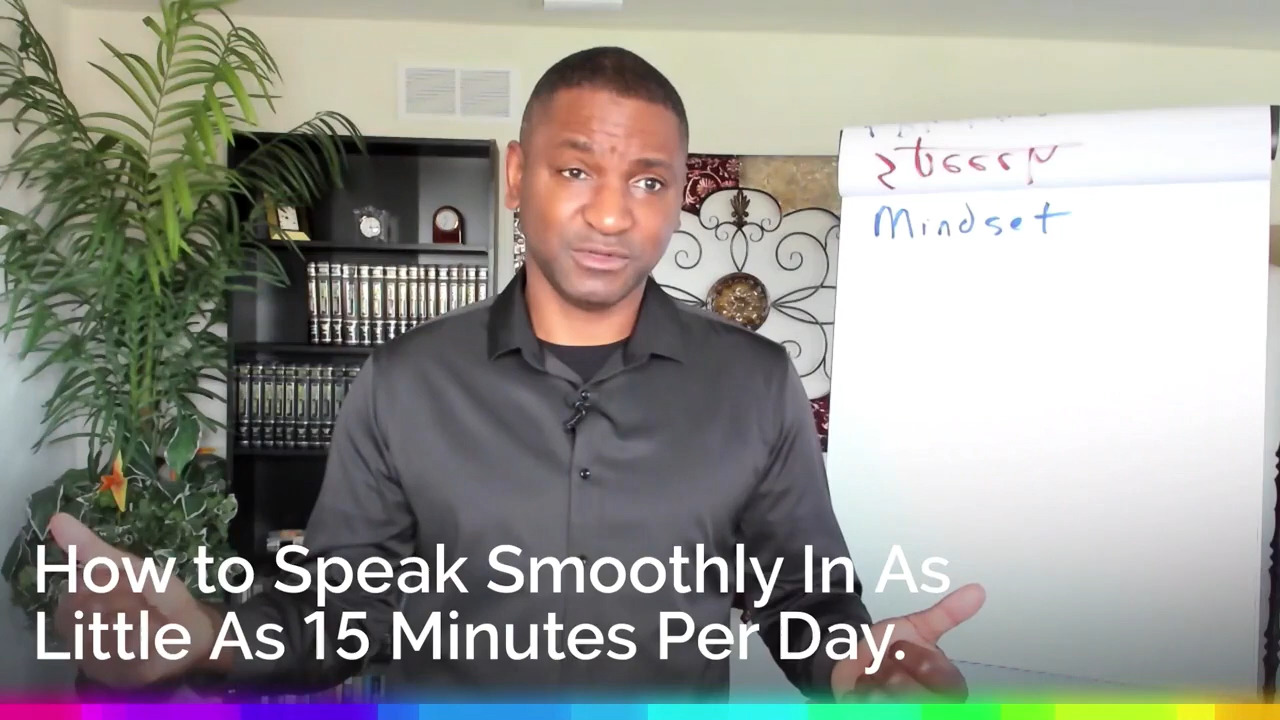 Mindset
How to Speak Smoothly In As
Little As 15 Minutes Per Day.